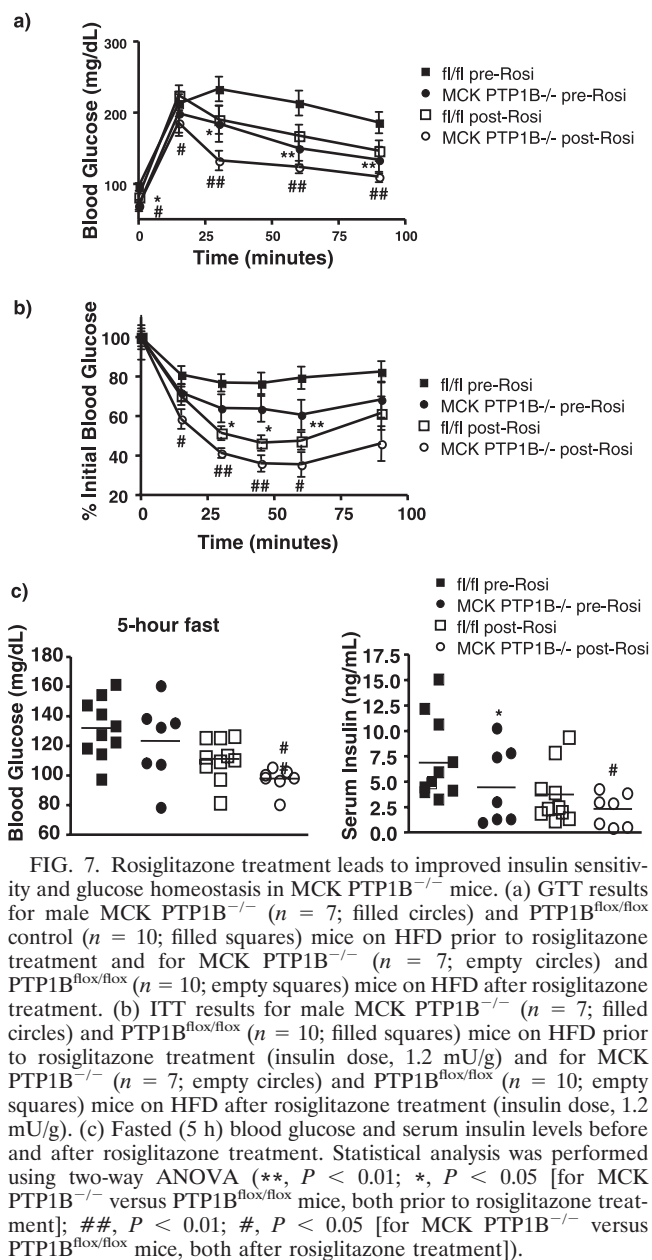 a)
300
200
100
Blood Glucose (mg/dL)
*
**
**
#
##
##
##
*
#
0 25 50 75 100
Time (minutes)
fl/fl pre-Rosi
MCK PTP1B-/- pre-Rosi
fl/fl post-Rosi
MCK PTP1B-/- post-Rosi
b)
100
80
60
40
20
% Initial Blood Glucose
*
*
**
#
##
##
#
0 25 50 75 100
Time (minutes)
fl/fl pre-Rosi
MCK PTP1B-/- pre-Rosi
fl/fl post-Rosi
MCK PTP1B-/- post-Rosi
c)
5-hour fast
180
160
140
120
100
80
60
Blood Glucose (mg/dL)
#
#
fl/fl pre-Rosi
MCK PTP1B-/- pre-Rosi
fl/fl post-Rosi
MCK PTP1B-/- post-Rosi
17.5
15.0
12.5
10.0
7.5
5.0
2.5
0.0
Serum Insulin (ng/mL)
*
#
FIG. 7. Rosiglitazone treatment leads to improved insulin sensitiv-
ity and glucose homeostasis in MCK PTP1B−/− mice. (a) GTT results
for male MCK PTP1B−/− (n = 7; filled circles) and PTP1Bflox/flox
control (n = 10; filled squares) mice on HFD prior to rosiglitazone
treatment and for MCK PTP1B−/− (n = 7; empty circles) and
PTP1Bflox/flox (n = 10; empty squares) mice on HFD after rosiglitazone
treatment. (b) ITT results for male MCK PTP1B−/− (n = 7; filled
circles) and PTP1Bflox/flox (n = 10; filled squares) mice on HFD prior
to rosiglitazone treatment (insulin dose, 1.2 mU/g) and for MCK
PTP1B−/− (n = 7; empty circles) and PTP1Bflox/flox (n = 10; empty
squares) mice on HFD after rosiglitazone treatment (insulin dose, 1.2
mU/g). (c) Fasted (5 h) blood glucose and serum insulin levels before
and after rosiglitazone treatment. Statistical analysis was performed
using two-way ANOVA (**, P < 0.01; *, P < 0.05 [for MCK
PTP1B−/− versus PTP1Bflox/flox mice, both prior to rosiglitazone treat-
ment]; ##, P < 0.01; #, P < 0.05 [for MCK PTP1B−/− versus
PTP1Bflox/flox mice, both after rosiglitazone treatment]).